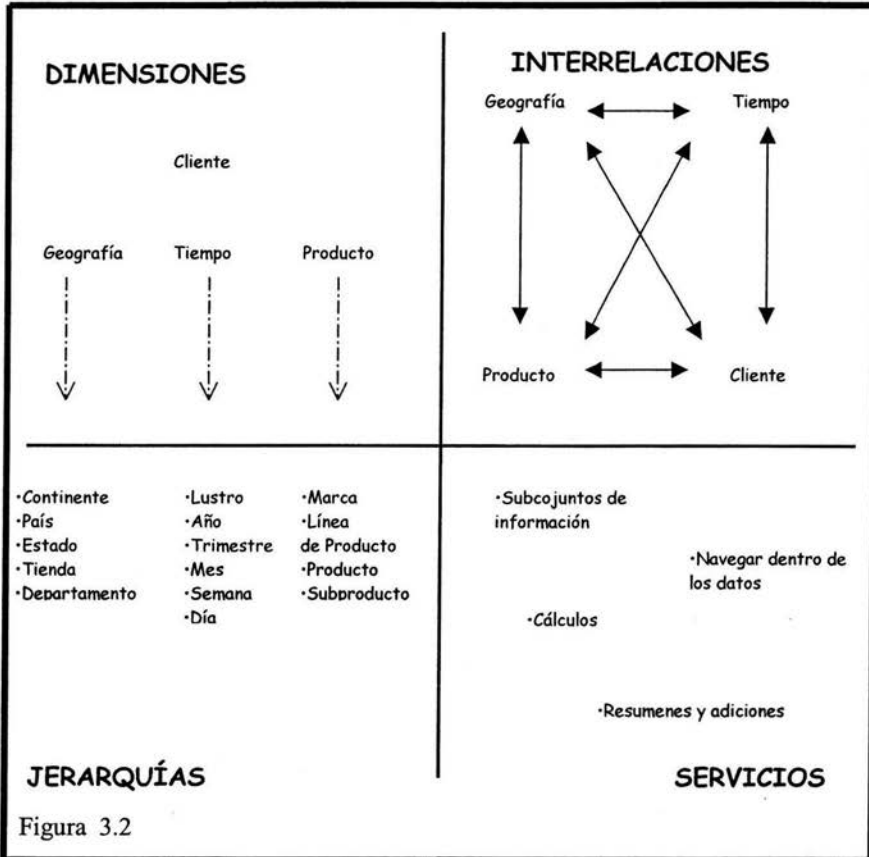 DIMENSIONES
Cliente
Geografía Tiempo Producto
INTERRELACIONES
Geografía Tiempo
Producto Cliente
·Continente
·País
·Estado
·Tienda
·Departamento
·Lustro
·Año
·Trimestre
·Mes
·Semana
·Día
·Marca
·Línea
de Producto
·Producto
·Subproducto
JERARQUÍAS
·Subcojuntos de
información
·Navegar dentro de
los datos
·Cálculos
·Resumenes y adiciones
SERVICIOS
Figura 3.2